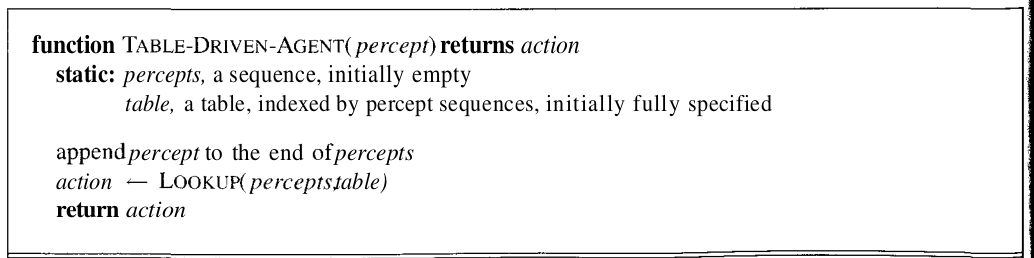 function TABLE-DRIVEN-AGENT(percept) returns action
static: percepts, a sequence, initially empty
table, a table, indexed by percept sequences, initially fully specified
append percept to the end of percepts
action ← LOOKUP(percepts,table)
return action